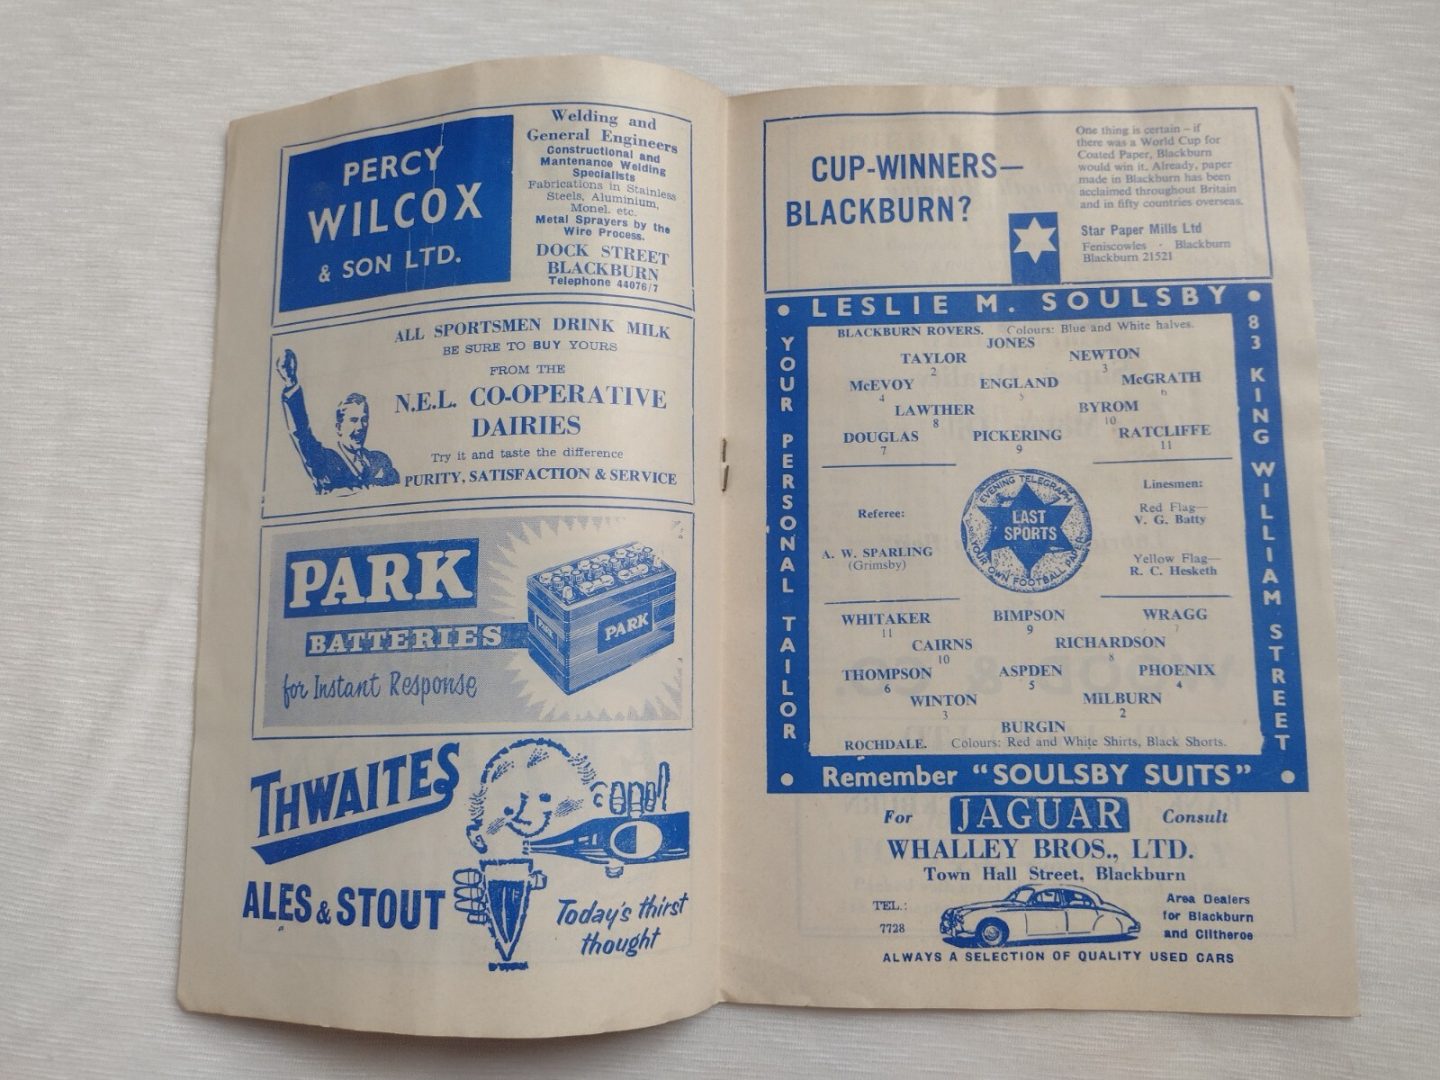 PERCY
WILCOX
& SON LTD.
Welding and
General Engineers
Constructional and
Mantenance Welding
Specialists
Fabrications in Stainless
Steels, Aluminium,
Monel. etc.
Metal Sprayers by the
Wire Process.
DOCK STREET
BLACKBURN
Telephone 44076/7
ALL SPORTSMEN DRINK MILK
BE SURE TO BUY YOURS
FROM THE
N.E.L. CO-OPERATIVE
DAIRIES
Try it and taste the difference
PURITY, SATISFACTION & SERVICE
PARK
BATTERIES
for Instant Response
PARK
PARK
THWAITES
ALES & STOUT
Today's thirst
thought
CUP-WINNERS—
BLACKBURN?
One thing is certain – if
there was a World Cup for
Coated Paper, Blackburn
would win it. Already, paper
made in Blackburn has been
acclaimed throughout Britain
and in fifty countries overseas.
Star Paper Mills Ltd
Feniscowles · Blackburn
Blackburn 21521
• LESLIE M. SOULSBY •
YOUR PERSONAL TAILOR
83 KING WILLIAM STREET
BLACKBURN ROVERS. Colours: Blue and White halves.
JONES
TAYLOR NEWTON
2 3
McEVOY ENGLAND McGRATH
4 5 6
LAWTHER BYROM
8 10
DOUGLAS PICKERING RATCLIFFE
7 9 11
Referee:
A. W. SPARLING
(Grimsby)
EVENING TELEGRAPH
LAST
SPORTS
YOUR OWN FOOTBALL PAPER
Linesmen:
Red Flag—
V. G. Batty
Yellow Flag—
R. C. Hesketh
WHITAKER BIMPSON WRAGG
11 9 7
CAIRNS RICHARDSON
10 8
THOMPSON ASPDEN PHOENIX
6 5 4
WINTON MILBURN
3 2
BURGIN
ROCHDALE. Colours: Red and White Shirts, Black Shorts.
• Remember "SOULSBY SUITS" •
For JAGUAR Consult
WHALLEY BROS., LTD.
Town Hall Street, Blackburn
TEL.:
7728
Area Dealers
for Blackburn
and Clitheroe
ALWAYS A SELECTION OF QUALITY USED CARS